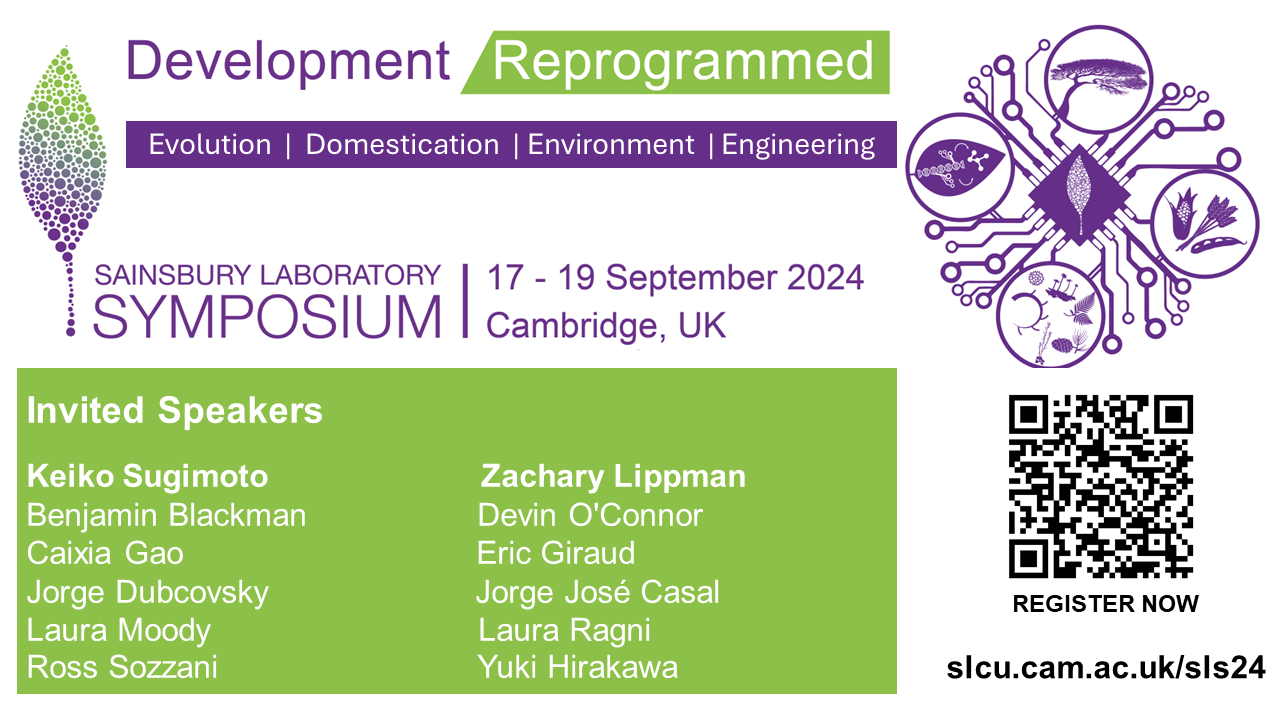 Development Reprogrammed
Evolution | Domestication | Environment | Engineering
SAINSBURY LABORATORY
SYMPOSIUM
17 - 19 September 2024
Cambridge, UK
Invited Speakers
Keiko Sugimoto
Benjamin Blackman
Caixia Gao
Jorge Dubcovsky
Laura Moody
Ross Sozzani
Zachary Lippman
Devin O'Connor
Eric Giraud
Jorge José Casal
Laura Ragni
Yuki Hirakawa
REGISTER NOW
slcu.cam.ac.uk/sls24